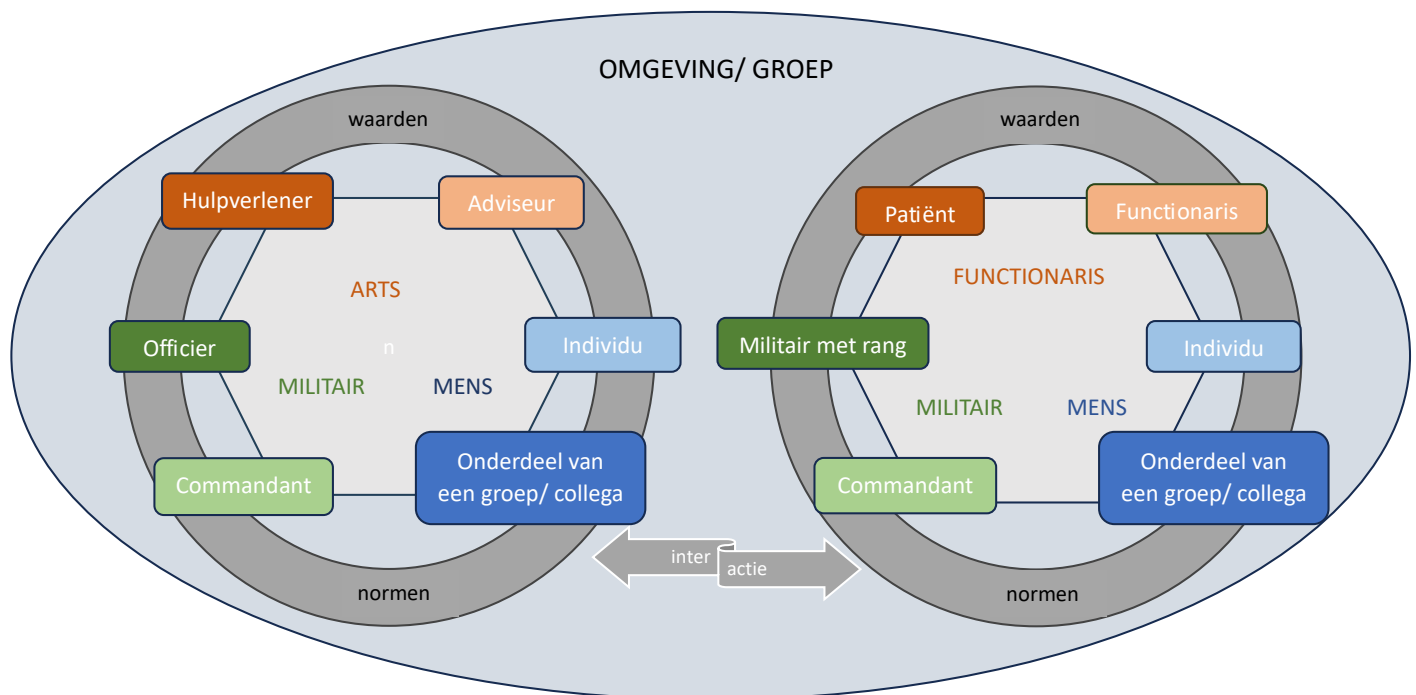 OMGEVING/ GROEP
waarden
Hulpverlener
Adviseur
ARTS
Officier
n
Individu
MILITAIR
MENS
Commandant
Onderdeel van
een groep/ collega
normen
inter
actie
waarden
Patiënt
Functionaris
FUNCTIONARIS
Militair met rang
Individu
MILITAIR
MENS
Commandant
Onderdeel van
een groep/ collega
normen